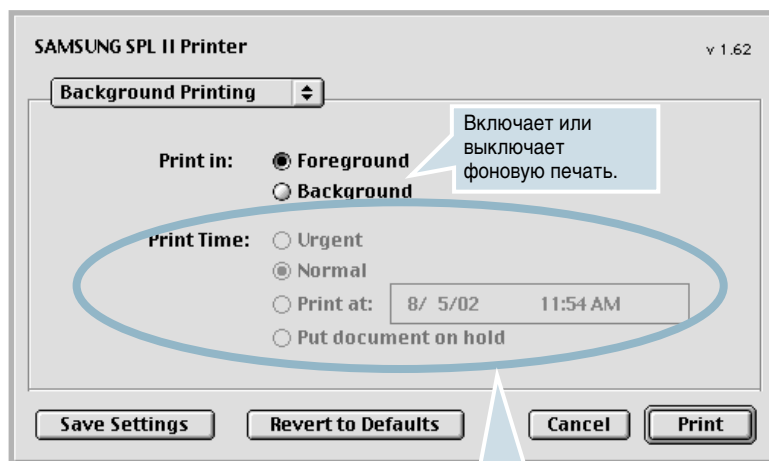 SAMSUNG SPL II Printer
v 1.62
Background Printing
Включает или
выключает
фоновую печать.
Print in:
Foreground
Background
Print Time:
Urgent
Normal
Print at: 8/ 5/02 11:54 AM
Put document on hold
Save Settings
Revert to Defaults
Cancel
Print